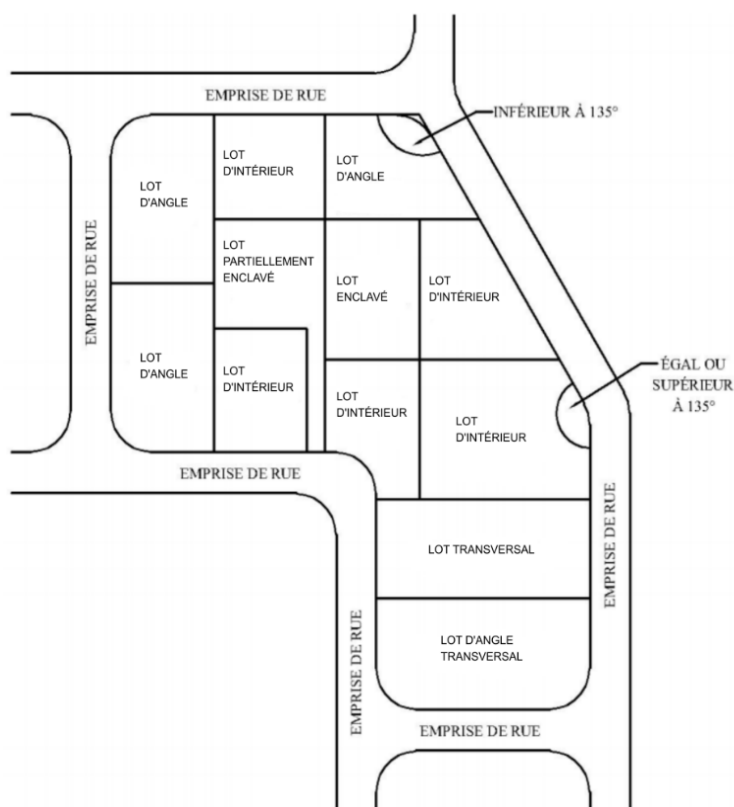 EMPRISE DE RUE
INFÉRIEUR À 135°
LOT
D'INTÉRIEUR
LOT
D'ANGLE
LOT
D'ANGLE
EMPRISE DE RUE
LOT
PARTIELLEMENT
ENCLAVÉ
LOT
ENCLAVÉ
LOT
D'INTÉRIEUR
LOT
D'ANGLE
LOT
D'INTÉRIEUR
LOT
D'INTÉRIEUR
LOT
D'INTÉRIEUR
ÉGAL OU
SUPÉRIEUR
À 135°
EMPRISE DE RUE
EMPRISE DE RUE
LOT TRANSVERSAL
LOT D'ANGLE
TRANSVERSAL
EMPRISE DE RUE
EMPRISE DE RUE